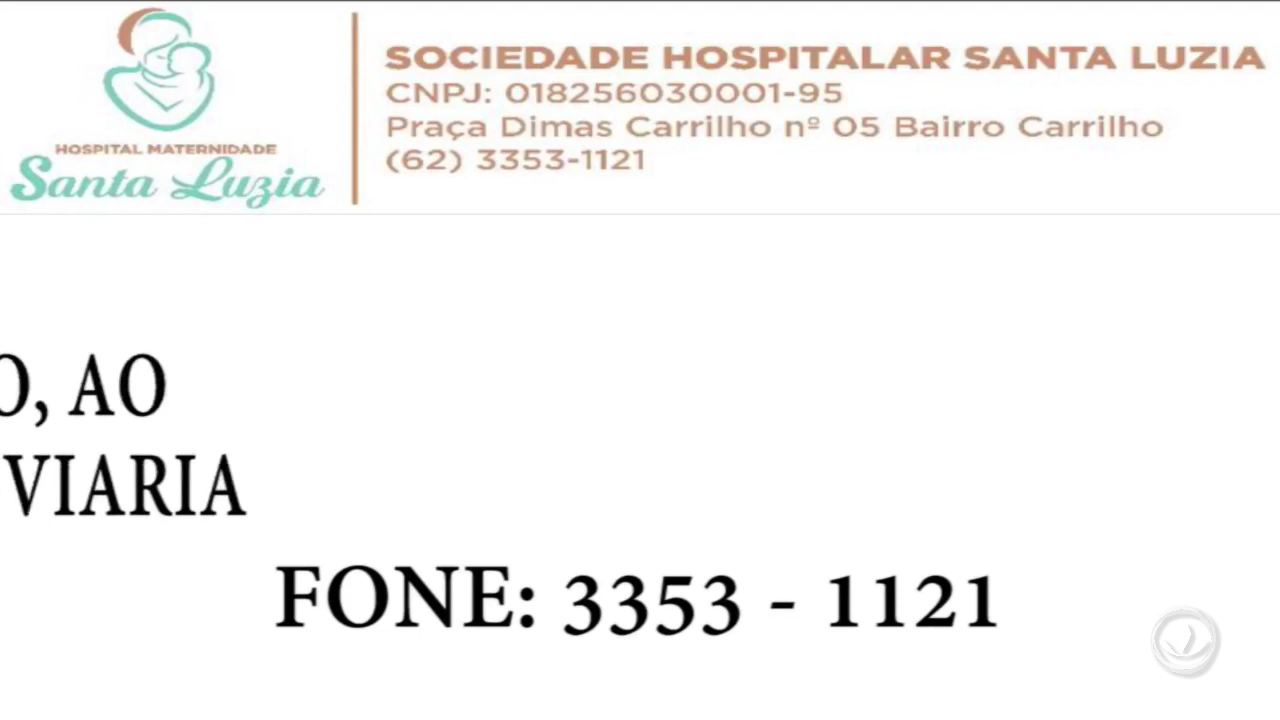 HOSPITAL MATERNIDADE
Santa Luzia
SOCIEDADE HOSPITALAR SANTA LUZIA
CNPJ: 018256030001-95
Praça Dimas Carrilho nº 05 Bairro Carrilho
(62) 3353-1121
O, AO
VIARIA
FONE: 3353 - 1121